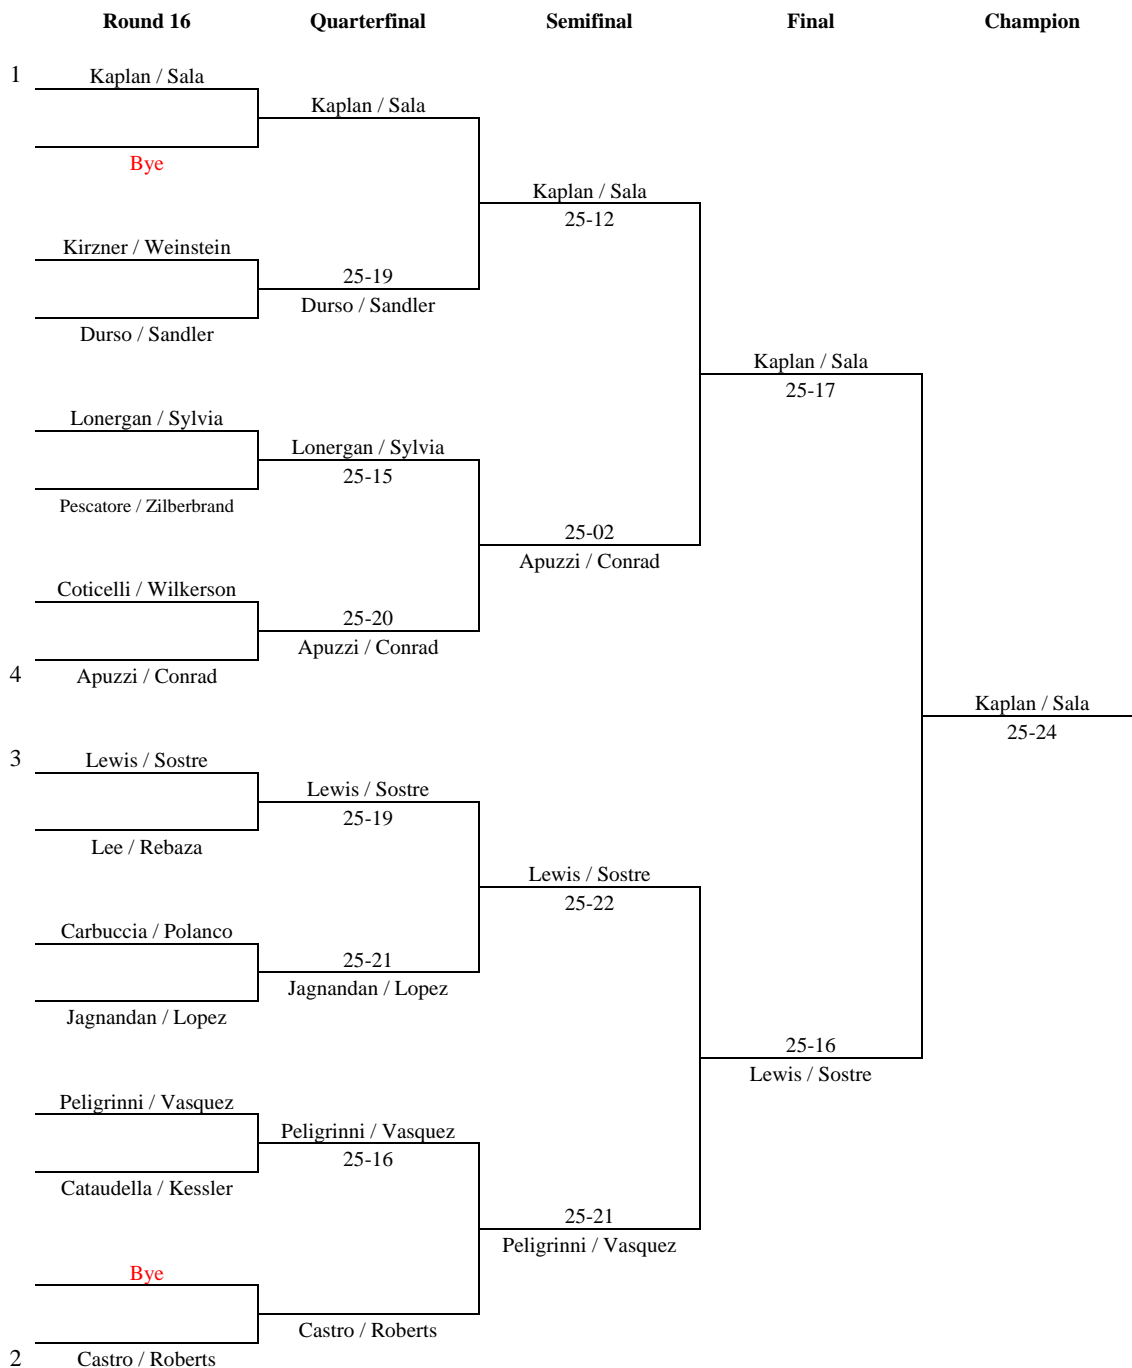 Round 16 Quarterfinal Semifinal Final Champion
1 Kaplan / Sala
Kaplan / Sala
Bye
Kaplan / Sala
25-12
Kirzner / Weinstein
25-19
Durso / Sandler
Durso / Sandler
Kaplan / Sala
25-17
Lonergan / Sylvia
Lonergan / Sylvia
25-15
Pescatore / Zilberbrand
25-02
Apuzzi / Conrad
Coticelli / Wilkerson
25-20
Apuzzi / Conrad
4 Apuzzi / Conrad
Kaplan / Sala
25-24
3 Lewis / Sostre
Lewis / Sostre
25-19
Lee / Rebaza
Lewis / Sostre
25-22
Carbuccia / Polanco
25-21
Jagnandan / Lopez
Jagnandan / Lopez
25-16
Lewis / Sostre
Peligrinni / Vasquez
Peligrinni / Vasquez
25-16
Cataudella / Kessler
25-21
Peligrinni / Vasquez
Bye
Castro / Roberts
2 Castro / Roberts